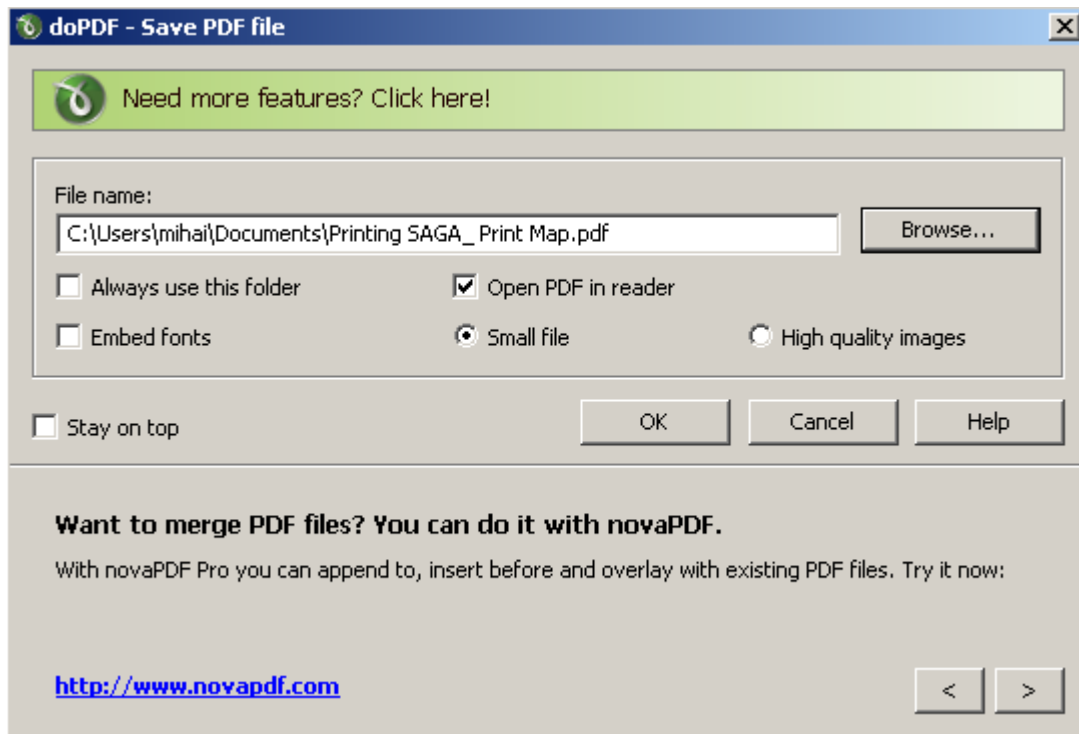 doPDF - Save PDF file
Need more features? Click here!
File name:
C:\Users\mihai\Documents\Printing SAGA_ Print Map.pdf
Browse...
Always use this folder
Open PDF in reader
Embed fonts
Small file
High quality images
Stay on top
OK
Cancel
Help
Want to merge PDF files? You can do it with novaPDF.
With novaPDF Pro you can append to, insert before and overlay with existing PDF files. Try it now:
http://www.novapdf.com
<
>